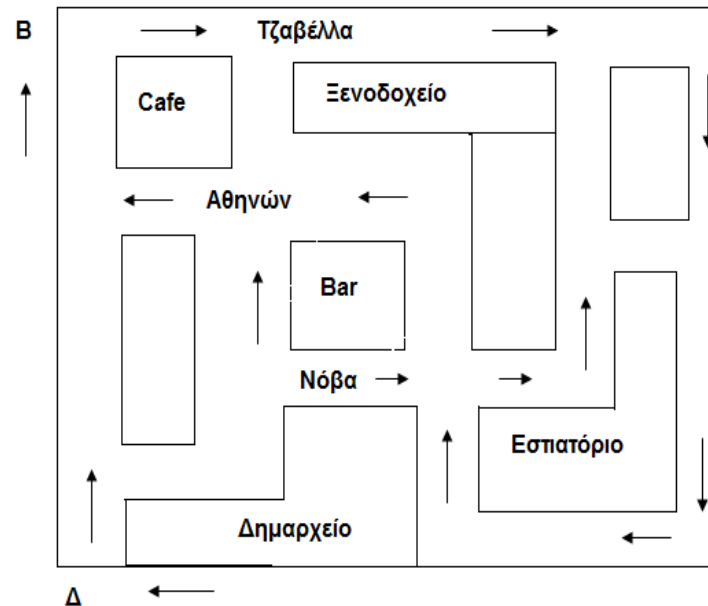 Β
Τζαβέλλα
Cafe
Ξενοδοχείο
Αθηνών
Bar
Νόβα
Εστιατόριο
Δημαρχείο
Δ